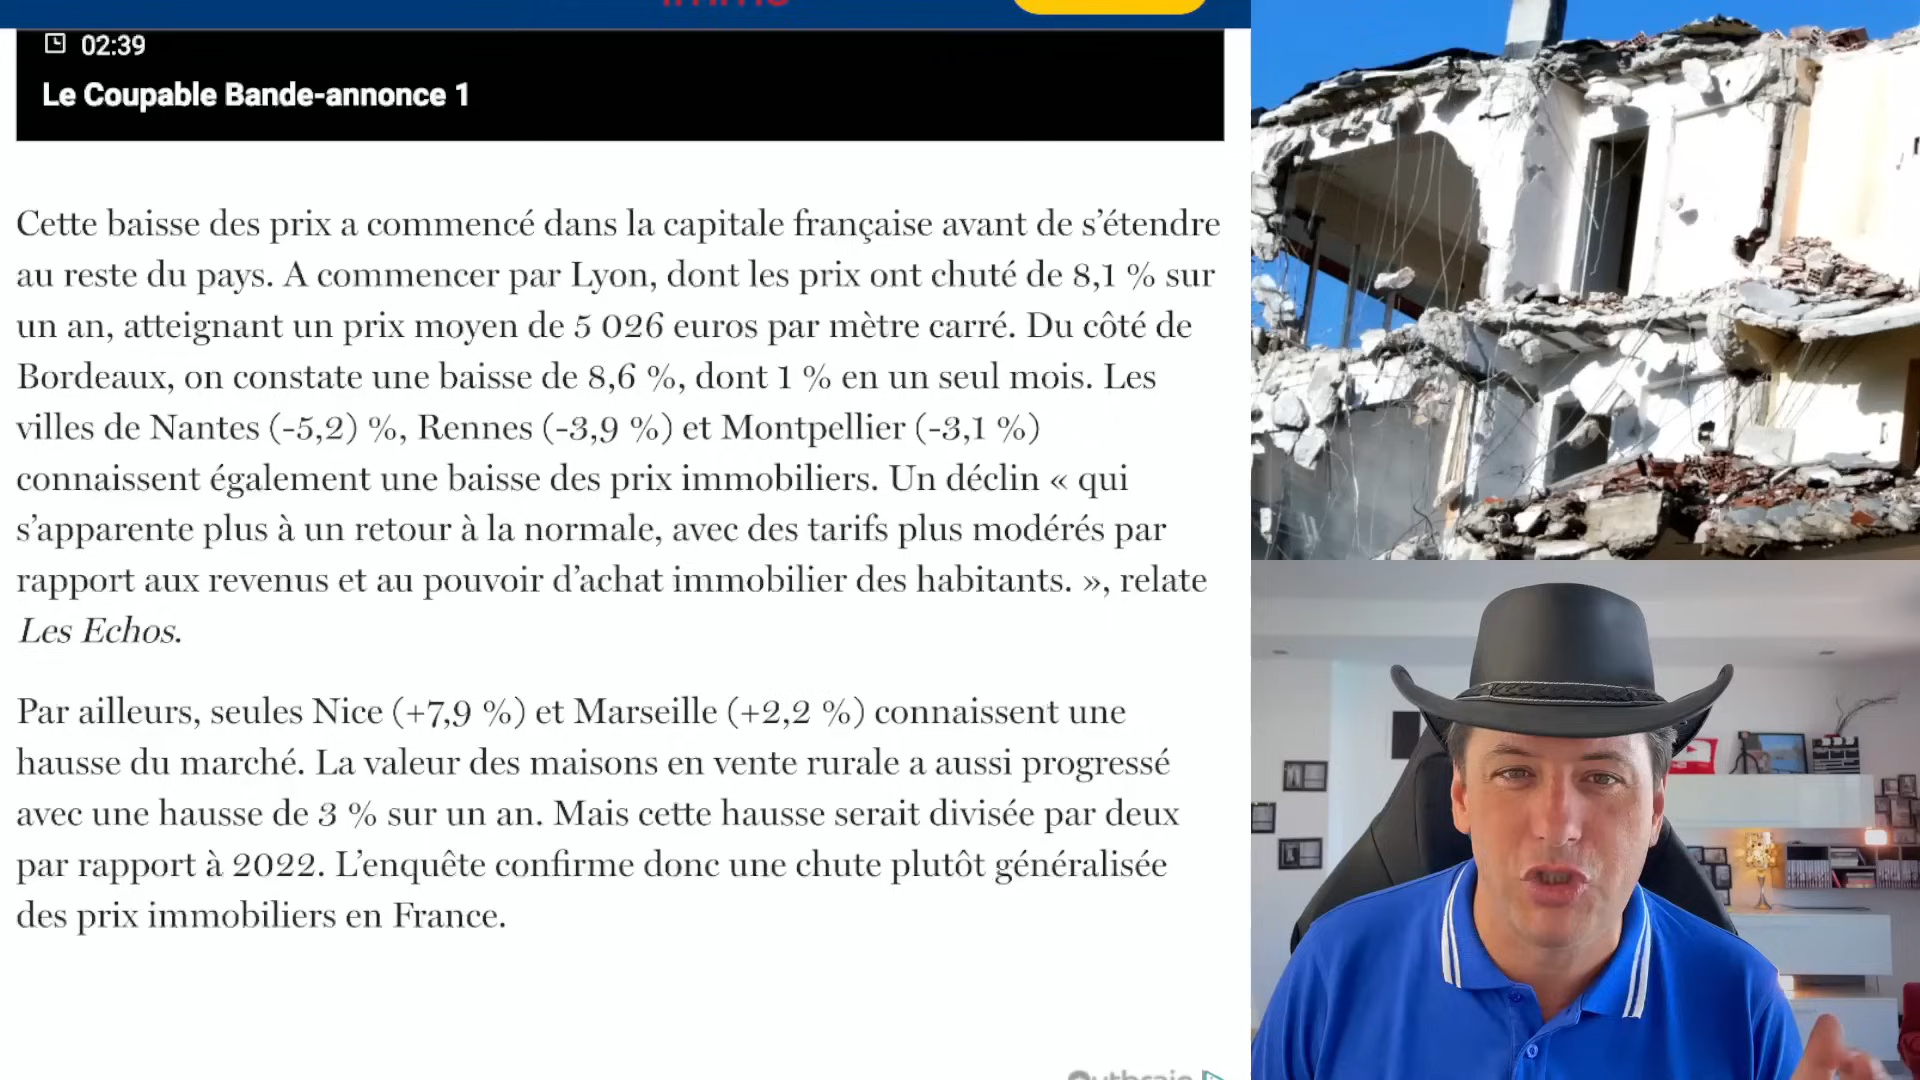 02:39
Le Coupable Bande-annonce 1
Cette baisse des prix a commencé dans la capitale française avant de s’étendre
au reste du pays. A commencer par Lyon, dont les prix ont chuté de 8,1 % sur
un an, atteignant un prix moyen de 5 026 euros par mètre carré. Du côté de
Bordeaux, on constate une baisse de 8,6 %, dont 1 % en un seul mois. Les
villes de Nantes (-5,2) %, Rennes (-3,9 %) et Montpellier (-3,1 %)
connaissent également une baisse des prix immobiliers. Un déclin « qui
s’apparente plus à un retour à la normale, avec des tarifs plus modérés par
rapport aux revenus et au pouvoir d’achat immobilier des habitants. », relate
Les Echos.
Par ailleurs, seules Nice (+7,9 %) et Marseille (+2,2 %) connaissent une
hausse du marché. La valeur des maisons en vente rurale a aussi progressé
avec une hausse de 3 % sur un an. Mais cette hausse serait divisée par deux
par rapport à 2022. L’enquête confirme donc une chute plutôt généralisée
des prix immobiliers en France.